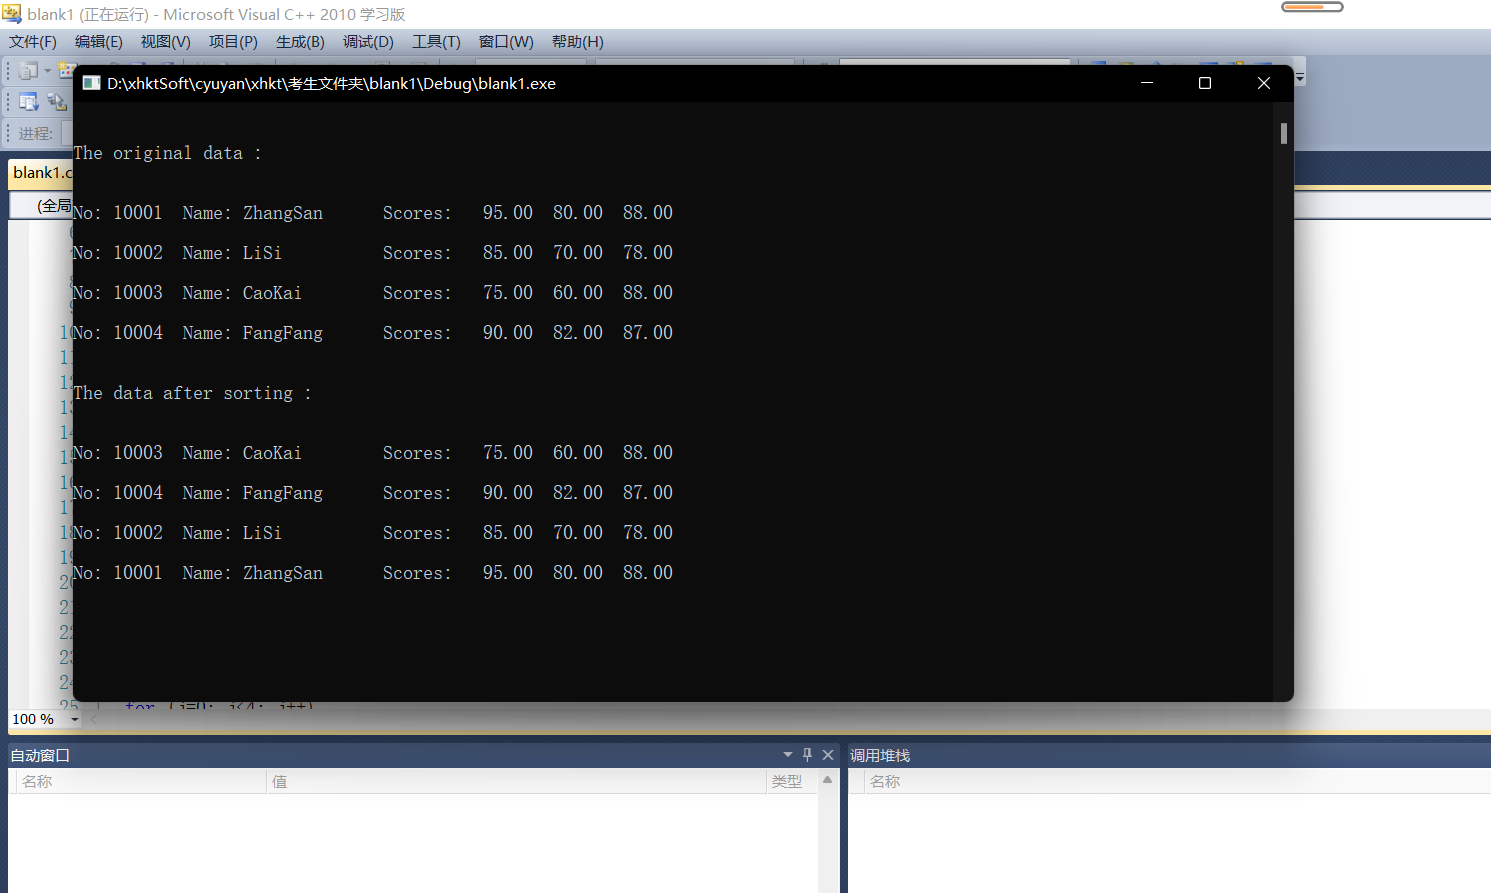 blank1 (正在运行) - Microsoft Visual C++ 2010 学习版
文件(F) 编辑(E) 视图(V) 项目(P) 生成(B) 调试(D) 工具(T) 窗口(W) 帮助(H)
D:\xhktSoft\cyuyan\xhkt\考生文件夹\blank1\Debug\blank1.exe
进程:
blank1.c
(全局
The original data :
No: 10001 Name: ZhangSan Scores: 95.00 80.00 88.00
No: 10002 Name: LiSi Scores: 85.00 70.00 78.00
No: 10003 Name: CaoKai Scores: 75.00 60.00 88.00
No: 10004 Name: FangFang Scores: 90.00 82.00 87.00
The data after sorting :
No: 10003 Name: CaoKai Scores: 75.00 60.00 88.00
No: 10004 Name: FangFang Scores: 90.00 82.00 87.00
No: 10002 Name: LiSi Scores: 85.00 70.00 78.00
No: 10001 Name: ZhangSan Scores: 95.00 80.00 88.00
25 for (i=0; i<4; i++)
100 %
自动窗口
名称 值 类型
调用堆栈
名称